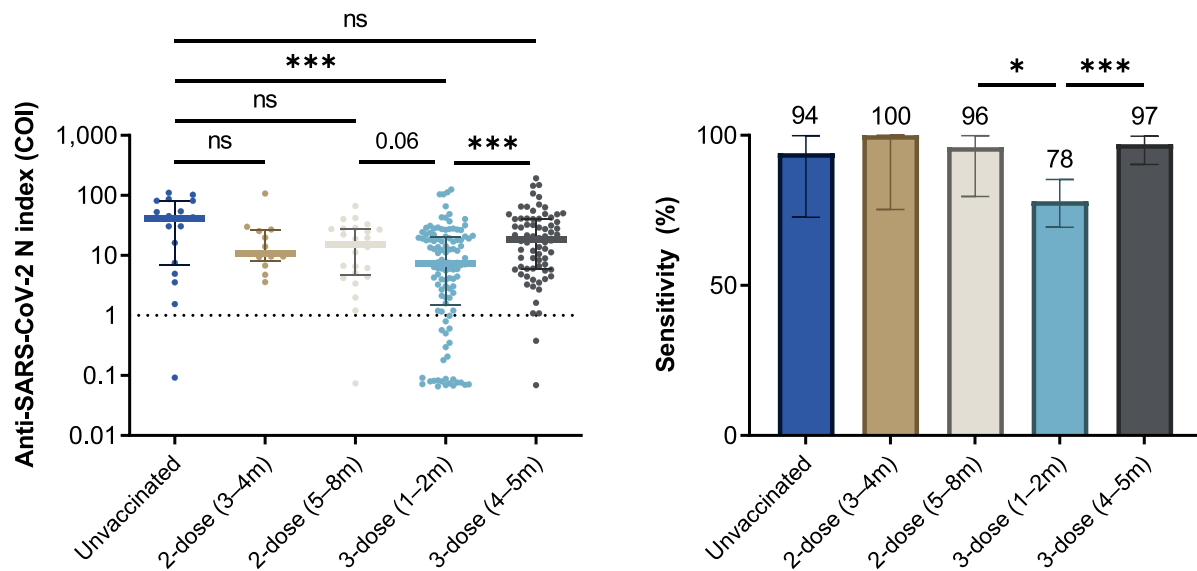 ns
***
ns
ns
0.06
***
Anti-SARS-CoV-2 N index (COI)
1,000
100
10
1
0.1
0.01
Unvaccinated
2-dose (3–4m)
2-dose (5–8m)
3-dose (1–2m)
3-dose (4–5m)
*
***
94
100
96
78
97
Sensitivity (%)
100
50
0
Unvaccinated
2-dose (3–4m)
2-dose (5–8m)
3-dose (1–2m)
3-dose (4–5m)